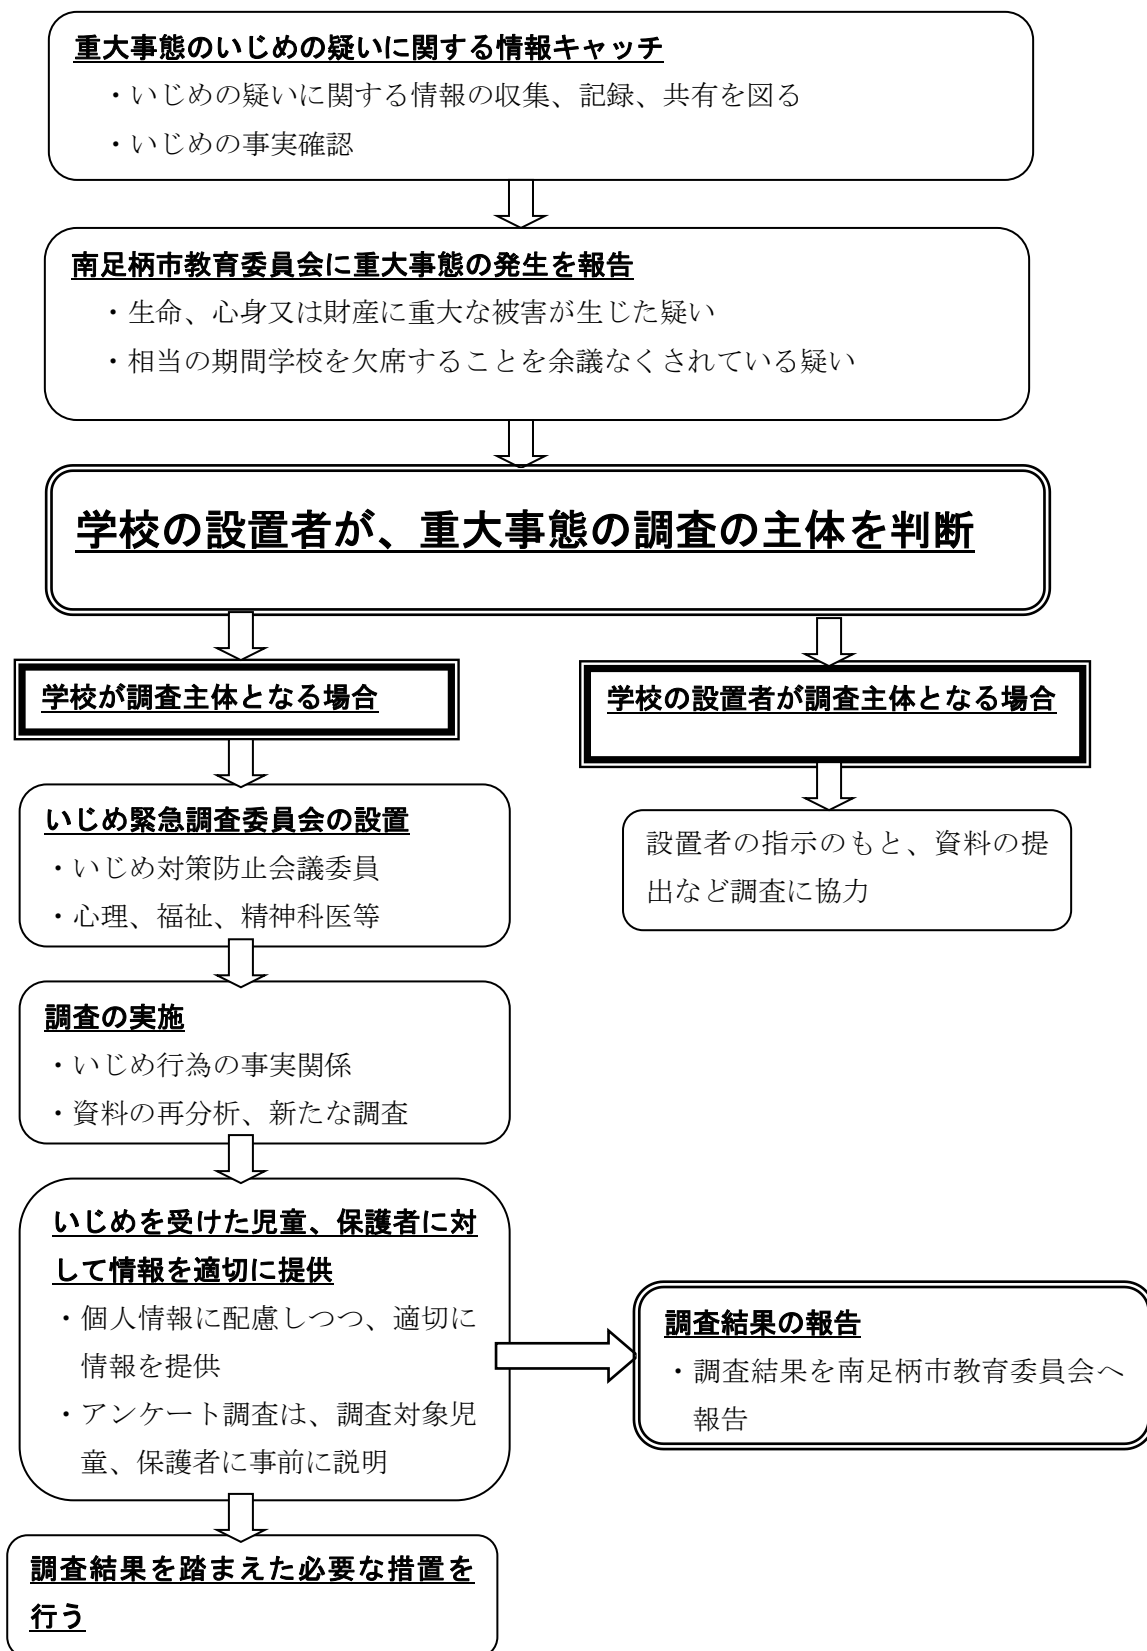 重大事態のいじめの疑いに関する情報キャッチ
・いじめの疑いに関する情報の収集、記録、共有を図る
・いじめの事実確認
南足柄市教育委員会に重大事態の発生を報告
・生命、心身又は財産に重大な被害が生じた疑い
・相当の期間学校を欠席することを余議なくされている疑い
学校の設置者が、重大事態の調査の主体を判断
学校が調査主体となる場合
学校の設置者が調査主体となる場合
いじめ緊急調査委員会の設置
・いじめ対策防止会議委員
・心理、福祉、精神科医等
設置者の指示のもと、資料の提
出など調査に協力
調査の実施
・いじめ行為の事実関係
・資料の再分析、新たな調査
いじめを受けた児童、保護者に対
して情報を適切に提供
・個人情報に配慮しつつ、適切に
情報を提供
・アンケート調査は、調査対象児
童、保護者に事前に説明
調査結果の報告
・調査結果を南足柄市教育委員会へ
報告
調査結果を踏まえた必要な措置を
行う